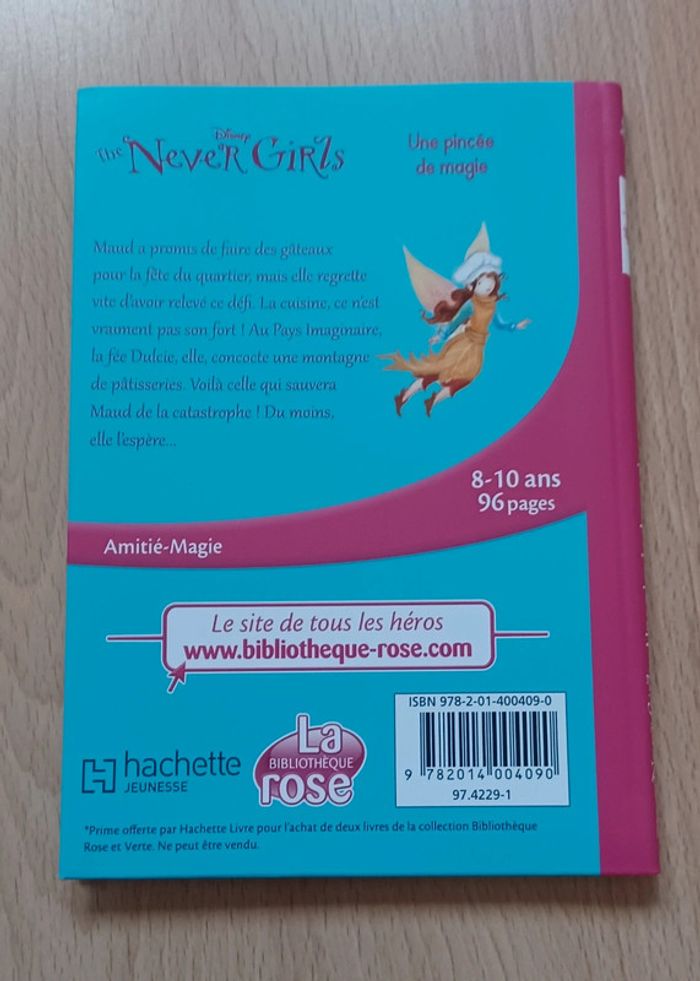 Disney
The Never Girls
Une pincée
de magie
Maud a promis de faire des gâteaux
pour la fête du quartier, mais elle regrette
vite d'avoir relevé ce défi. La cuisine, ce n'est
vraiment pas son fort ! Au Pays Imaginaire,
la fée Dulcie, elle, concocte une montagne
de pâtisseries. Voilà celle qui sauvera
Maud de la catastrophe ! Du moins,
elle l'espère...
8-10 ans
96 pages
Amitié-Magie
Le site de tous les héros
www.bibliotheque-rose.com
ISBN 978-2-01-400409-0
9 782014 004090
97.4229-1
hachette
JEUNESSE
La
BIBLIOTHÈQUE
rose
*Prime offerte par Hachette Livre pour l'achat de deux livres de la collection Bibliothèque
Rose et Verte. Ne peut être vendu.